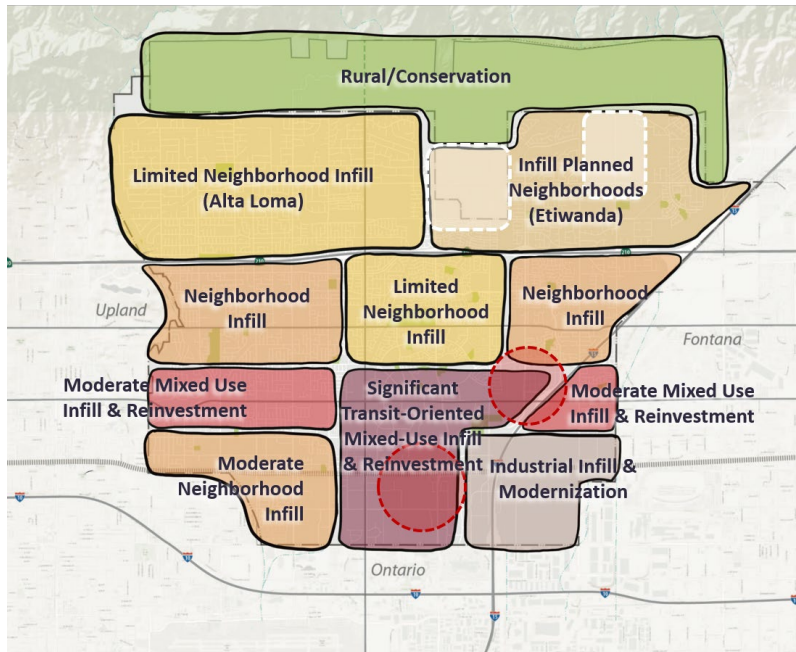 Rural/Conservation
Limited Neighborhood Infill
(Alta Loma)
Infill Planned
Neighborhoods
(Etiwanda)
Upland
Neighborhood
Infill
Limited
Neighborhood
Infill
Neighborhood
Infill
Fontana
Moderate Mixed Use
Infill & Reinvestment
Significant
Transit-Oriented
Mixed-Use Infill
& Reinvestment
Moderate Mixed Use
Infill & Reinvestment
Moderate
Neighborhood
Infill
Industrial Infill &
Modernization
Ontario